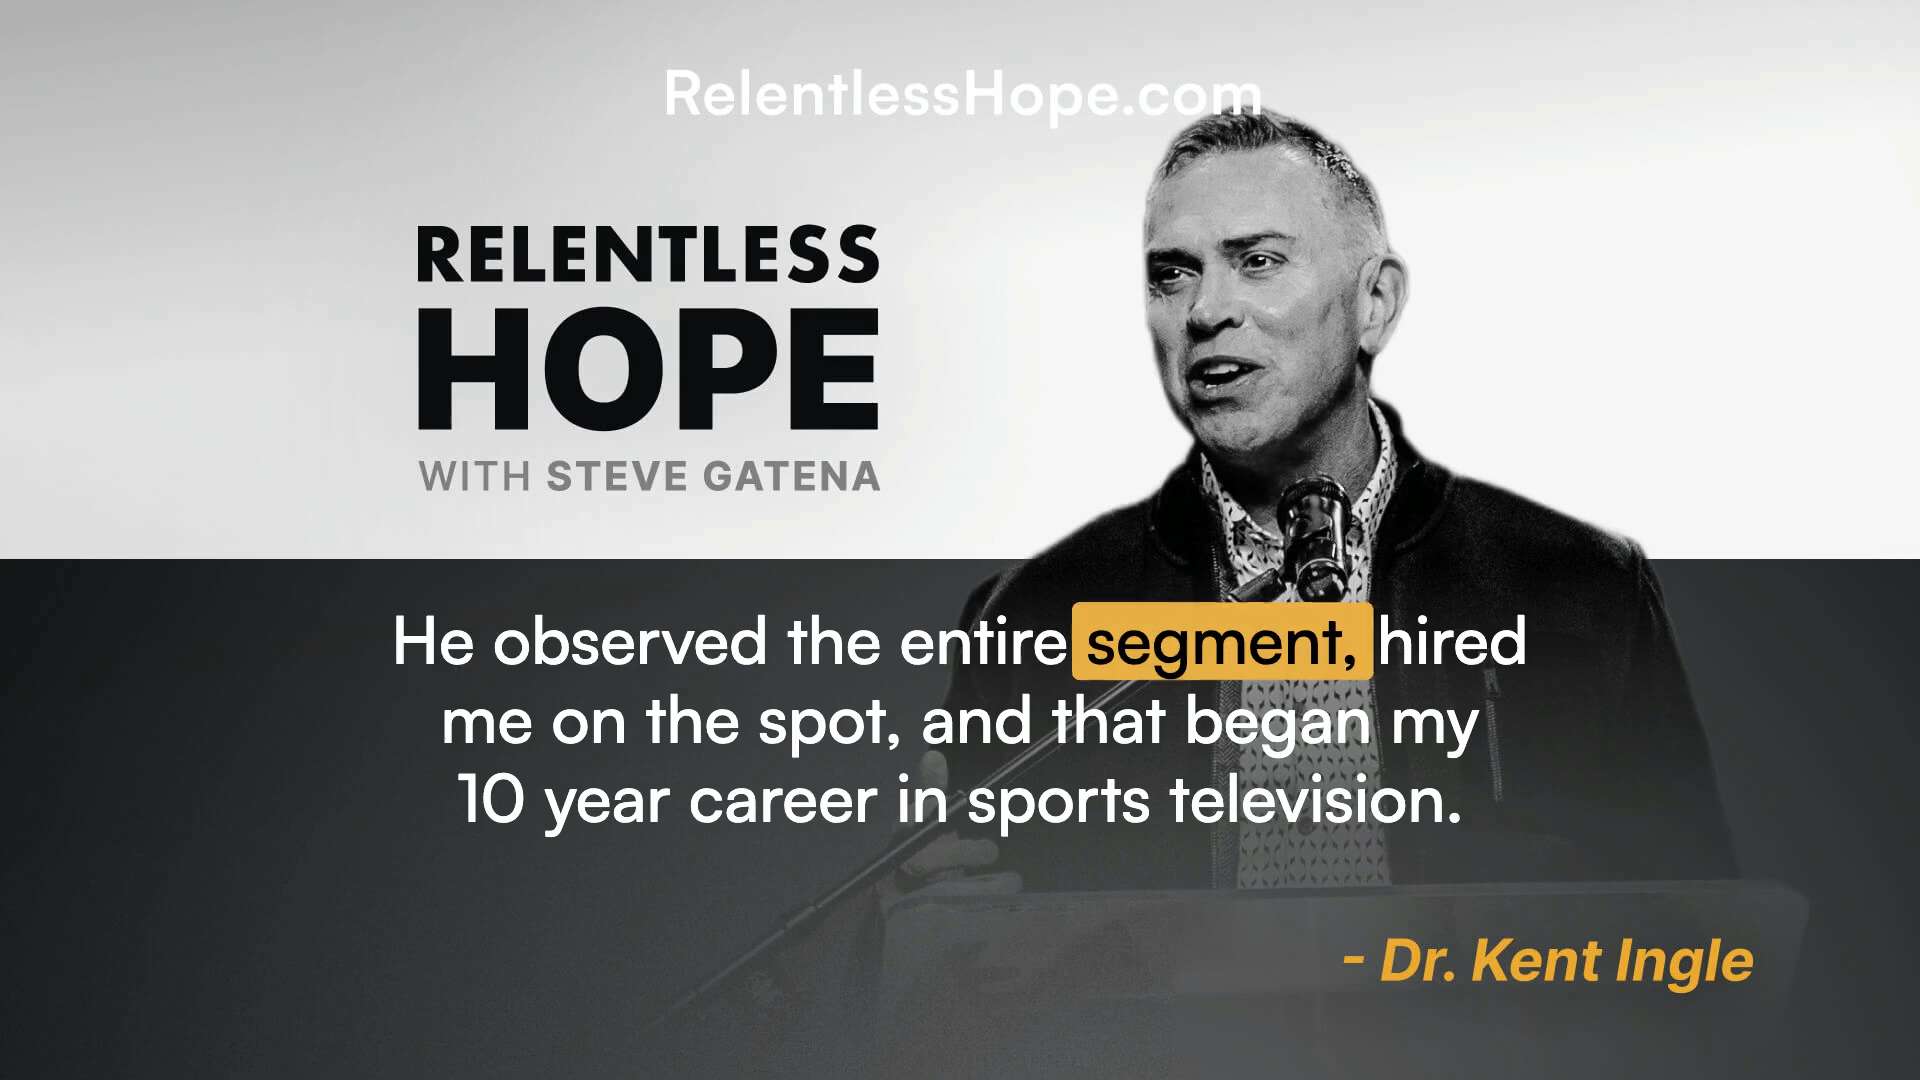 RelentlessHope.com
RELENTLESS
HOPE
WITH STEVE GATENA
He observed the entire segment, hired
me on the spot, and that began my
10 year career in sports television.
- Dr. Kent Ingle